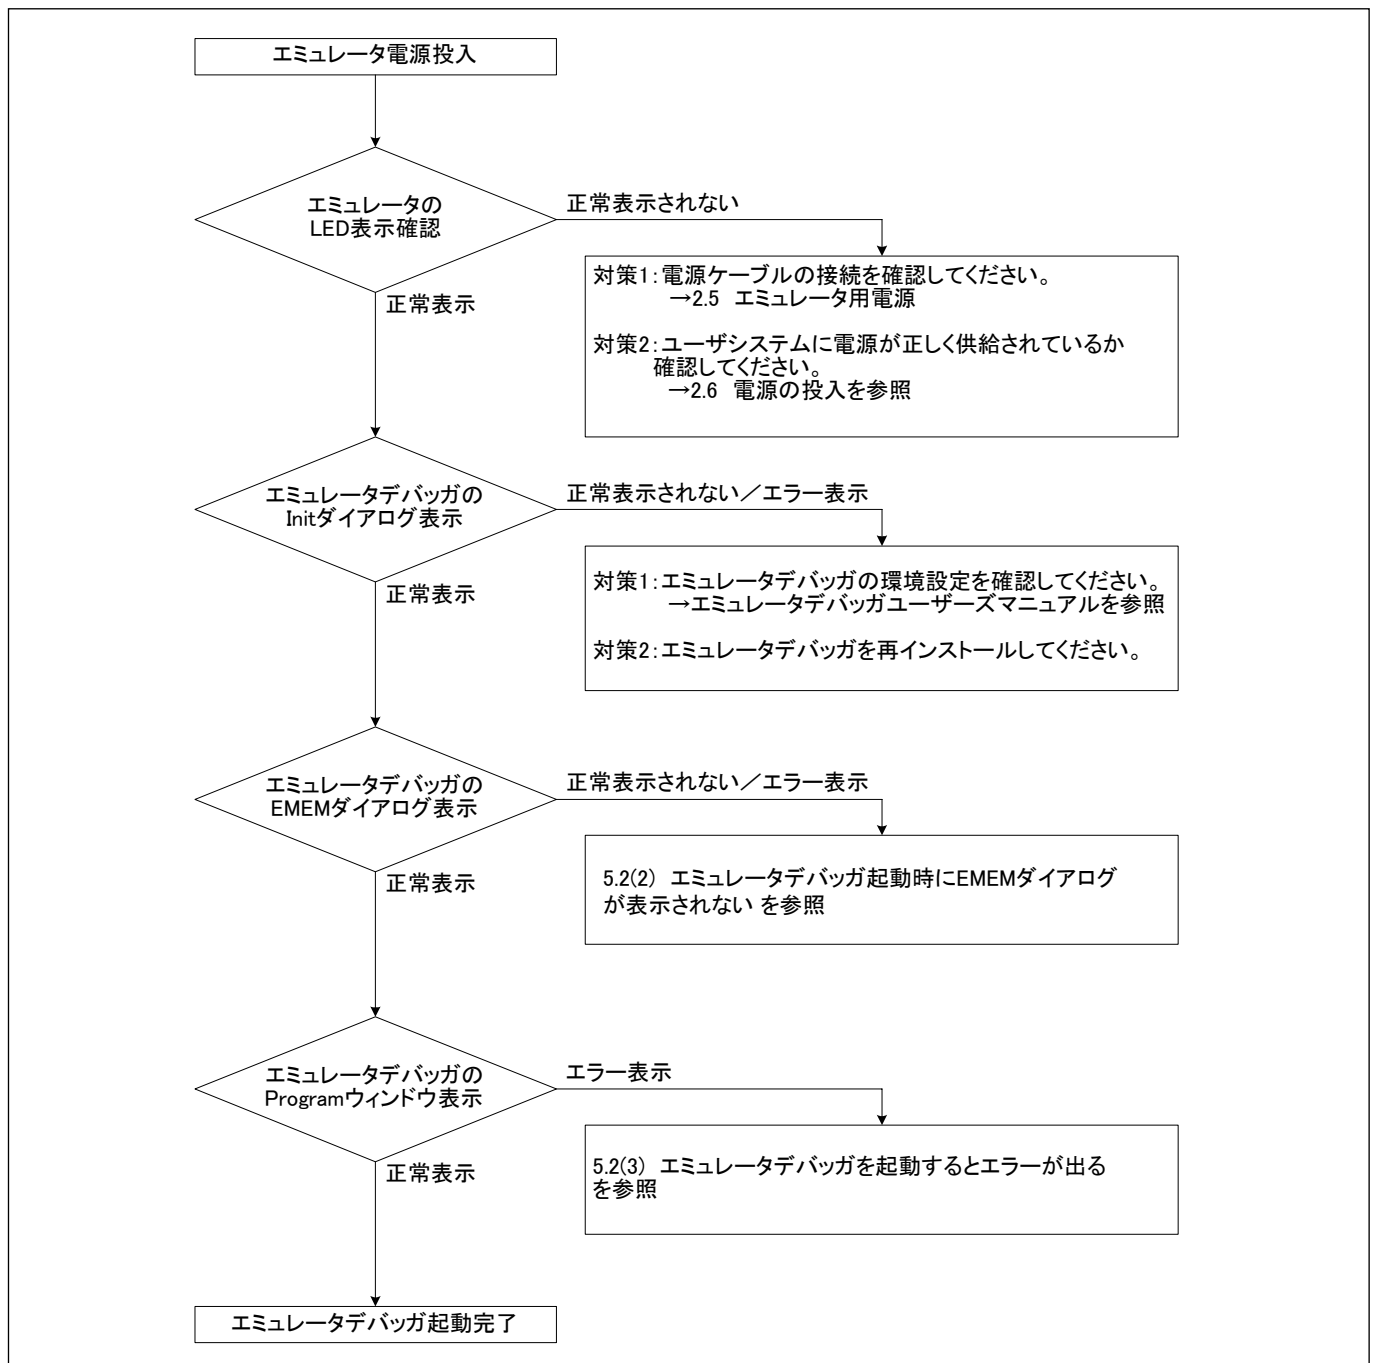 エミュレータ電源投入
エミュレータの
LED表示確認
正常表示されない
対策1：電源ケーブルの接続を確認してください。
→2.5 エミュレータ用電源
対策2：ユーザシステムに電源が正しく供給されているか
確認してください。
→2.6 電源の投入を参照
正常表示
エミュレータデバッガの
Initダイアログ表示
正常表示されない／エラー表示
対策1：エミュレータデバッガの環境設定を確認してください。
→エミュレータデバッガユーザーズマニュアルを参照
対策2：エミュレータデバッガを再インストールしてください。
正常表示
エミュレータデバッガの
EMEMダイアログ表示
正常表示されない／エラー表示
5.2(2) エミュレータデバッガ起動時にEMEMダイアログ
が表示されない を参照
正常表示
エミュレータデバッガの
Programウィンドウ表示
エラー表示
5.2(3) エミュレータデバッガを起動するとエラーが出る
を参照
正常表示
エミュレータデバッガ起動完了